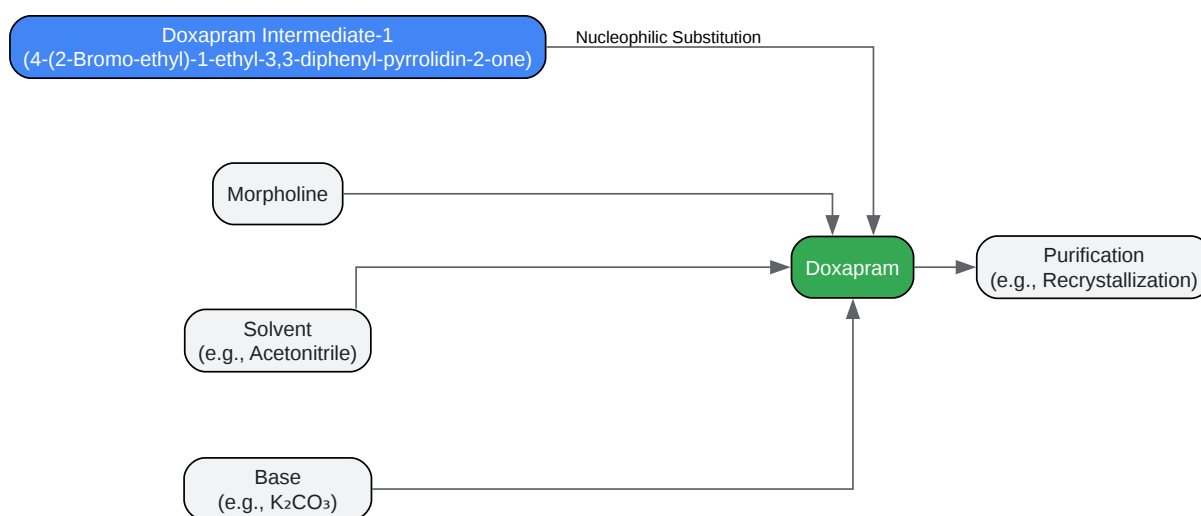 Doxapram Intermediate-1
(4-(2-Bromo-ethyl)-1-ethyl-3,3-diphenyl-pyrrolidin-2-one)
Nucleophilic Substitution
Morpholine
Doxapram
Purification
(e.g., Recrystallization)
Solvent
(e.g., Acetonitrile)
Base
(e.g., K₂CO₃)